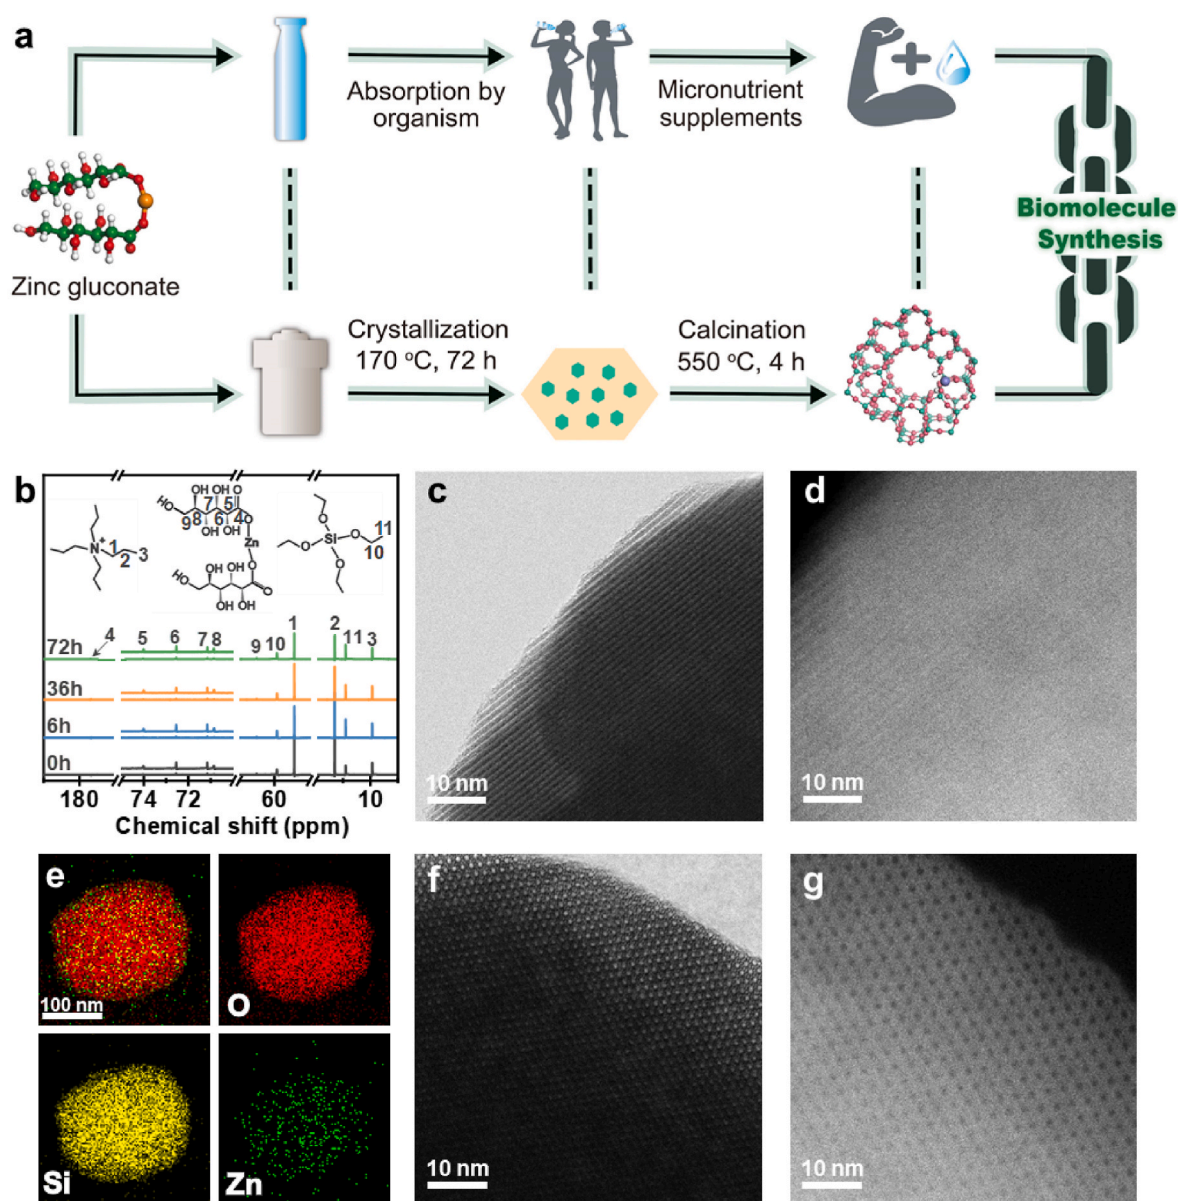 a
Absorption by
organism
Micronutrient
supplements
Zinc gluconate
Biomolecule
Synthesis
Crystallization
170 °C, 72 h
Calcination
550 °C, 4 h
b
OH OH O
HO 7 5
9 8 6 4 O
OH OH
Zn
O
HO O
OH OH
OH OH
N+ 1 3
2
O 11
O Si O
10
O
4 5 6 7 8 9 10 1 2 11 3
72h
36h
6h
0h
180 74 72 60 10
Chemical shift (ppm)
c
10 nm
d
10 nm
e
100 nm
O
Si
Zn
f
10 nm
g
10 nm